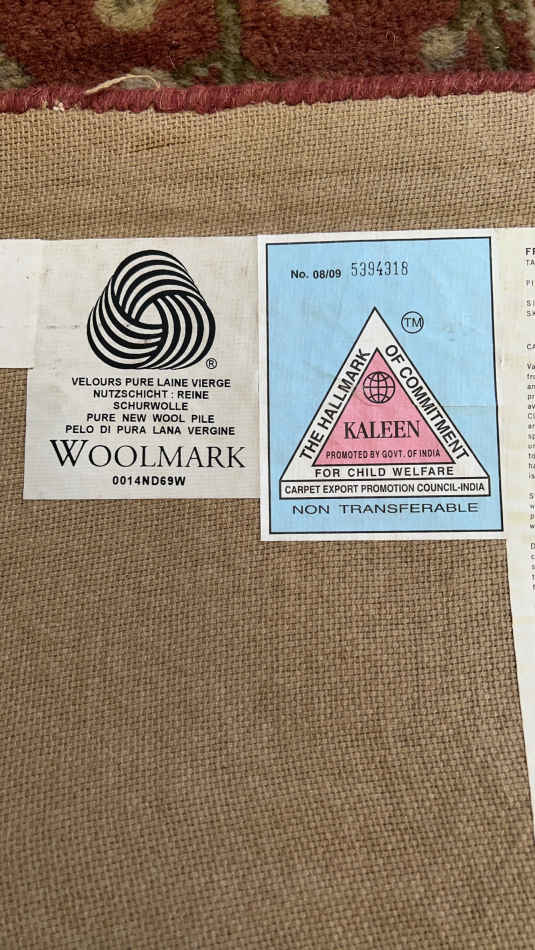 ®
VELOURS PURE LAINE VIERGE
NUTZSCHICHT : REINE
SCHURWOLLE
PURE NEW WOOL PILE
PELO DI PURA LANA VERGINE
WOOLMARK
0014ND69W
No. 08/09 5394318
TM
THE HALLMARK OF COMMITMENT
KALEEN
PROMOTED BY GOVT. OF INDIA
FOR CHILD WELFARE
CARPET EXPORT PROMOTION COUNCIL-INDIA
NON TRANSFERABLE